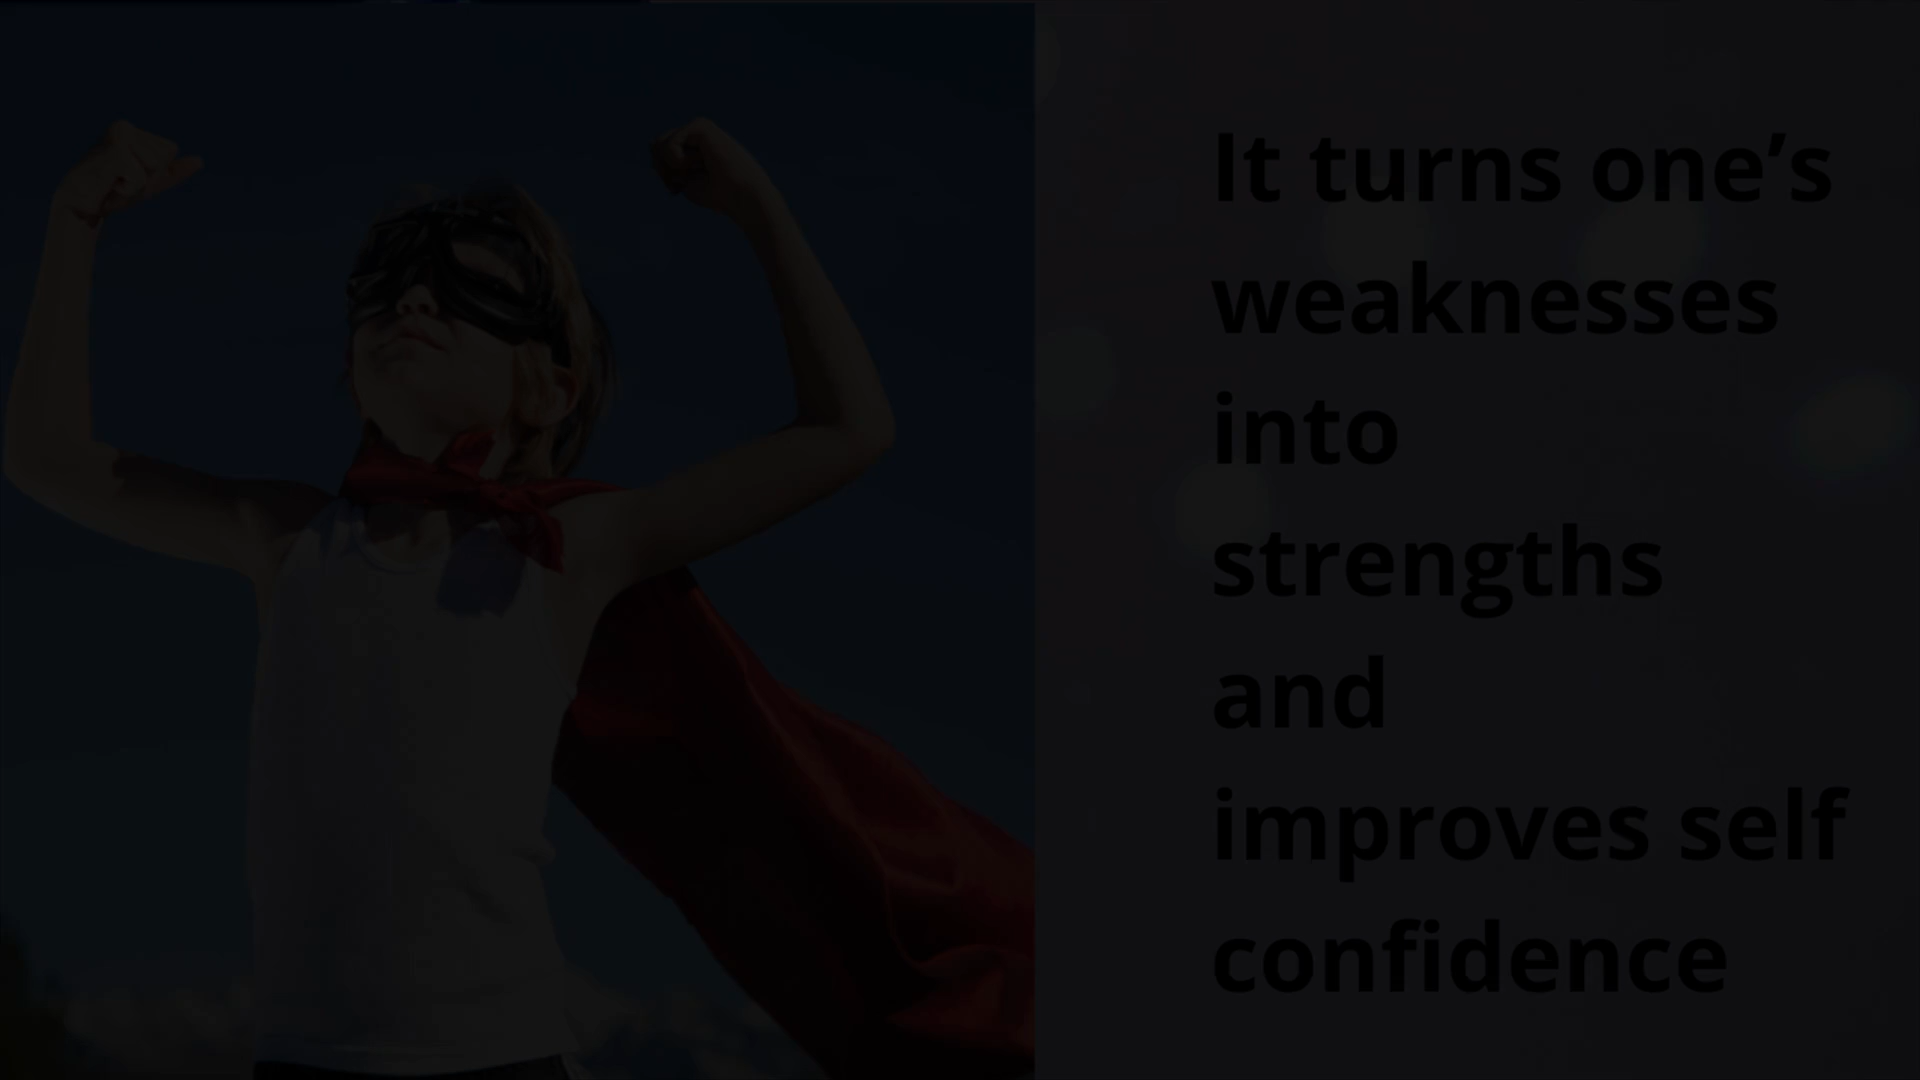 It turns one’s
weaknesses
into
strengths
and
improves self
confidence